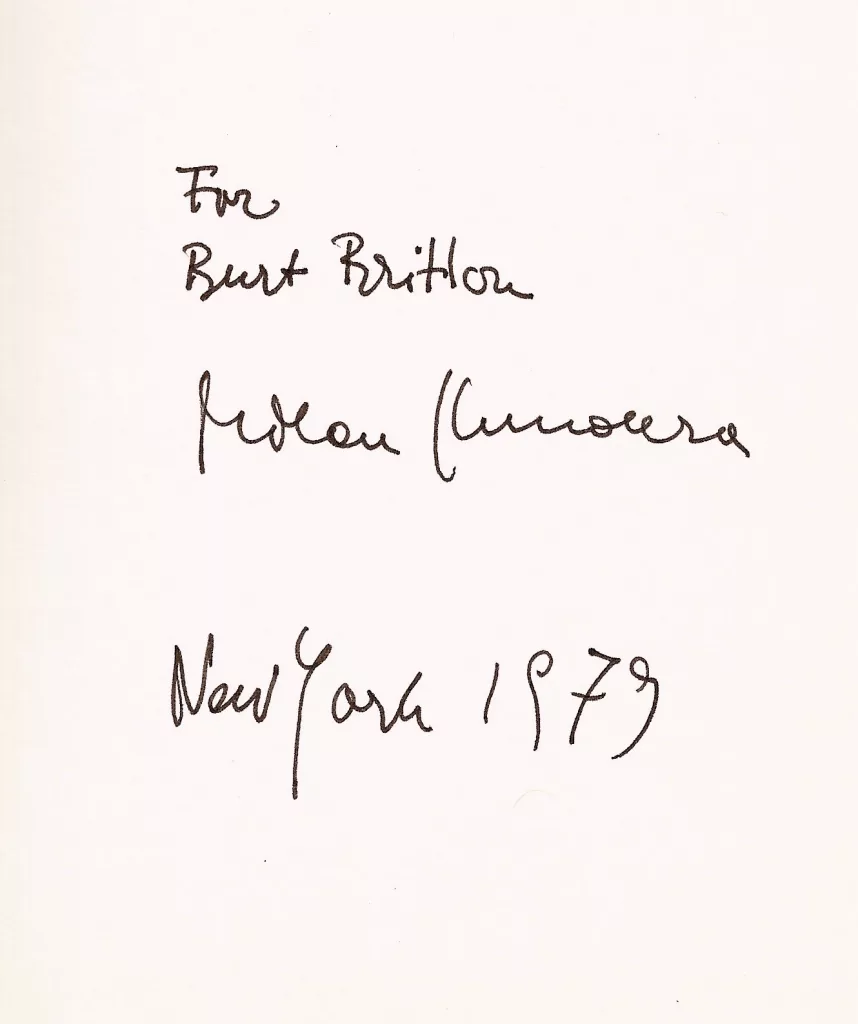 For
Burt Britton
Milan Kundera
New York 1979